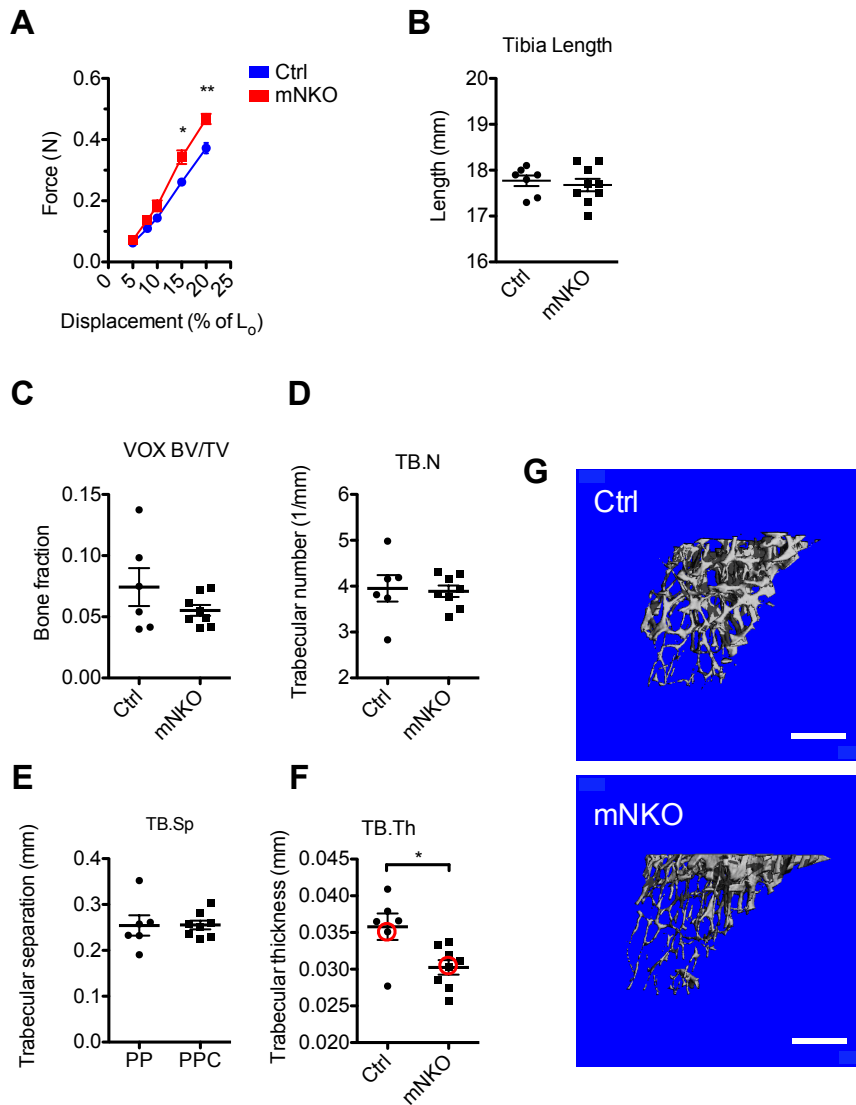 A
Ctrl
mNKO
0.6
0.4
0.2
0.0
Force (N)
*
**
0
5
10
15
20
25
Displacement (% of Lo)
B
Tibia Length
20
19
18
17
16
Length (mm)
Ctrl
mNKO
C
VOX BV/TV
0.15
0.10
0.05
0.00
Bone fraction
Ctrl
mNKO
D
TB.N
6
5
4
3
2
Trabecular number (1/mm)
Ctrl
mNKO
E
TB.Sp
0.4
0.3
0.2
0.1
0.0
Trabecular separation (mm)
PP
PPC
F
TB.Th
*
0.045
0.040
0.035
0.030
0.025
0.020
Trabecular thickness (mm)
Ctrl
mNKO
G
Ctrl
mNKO